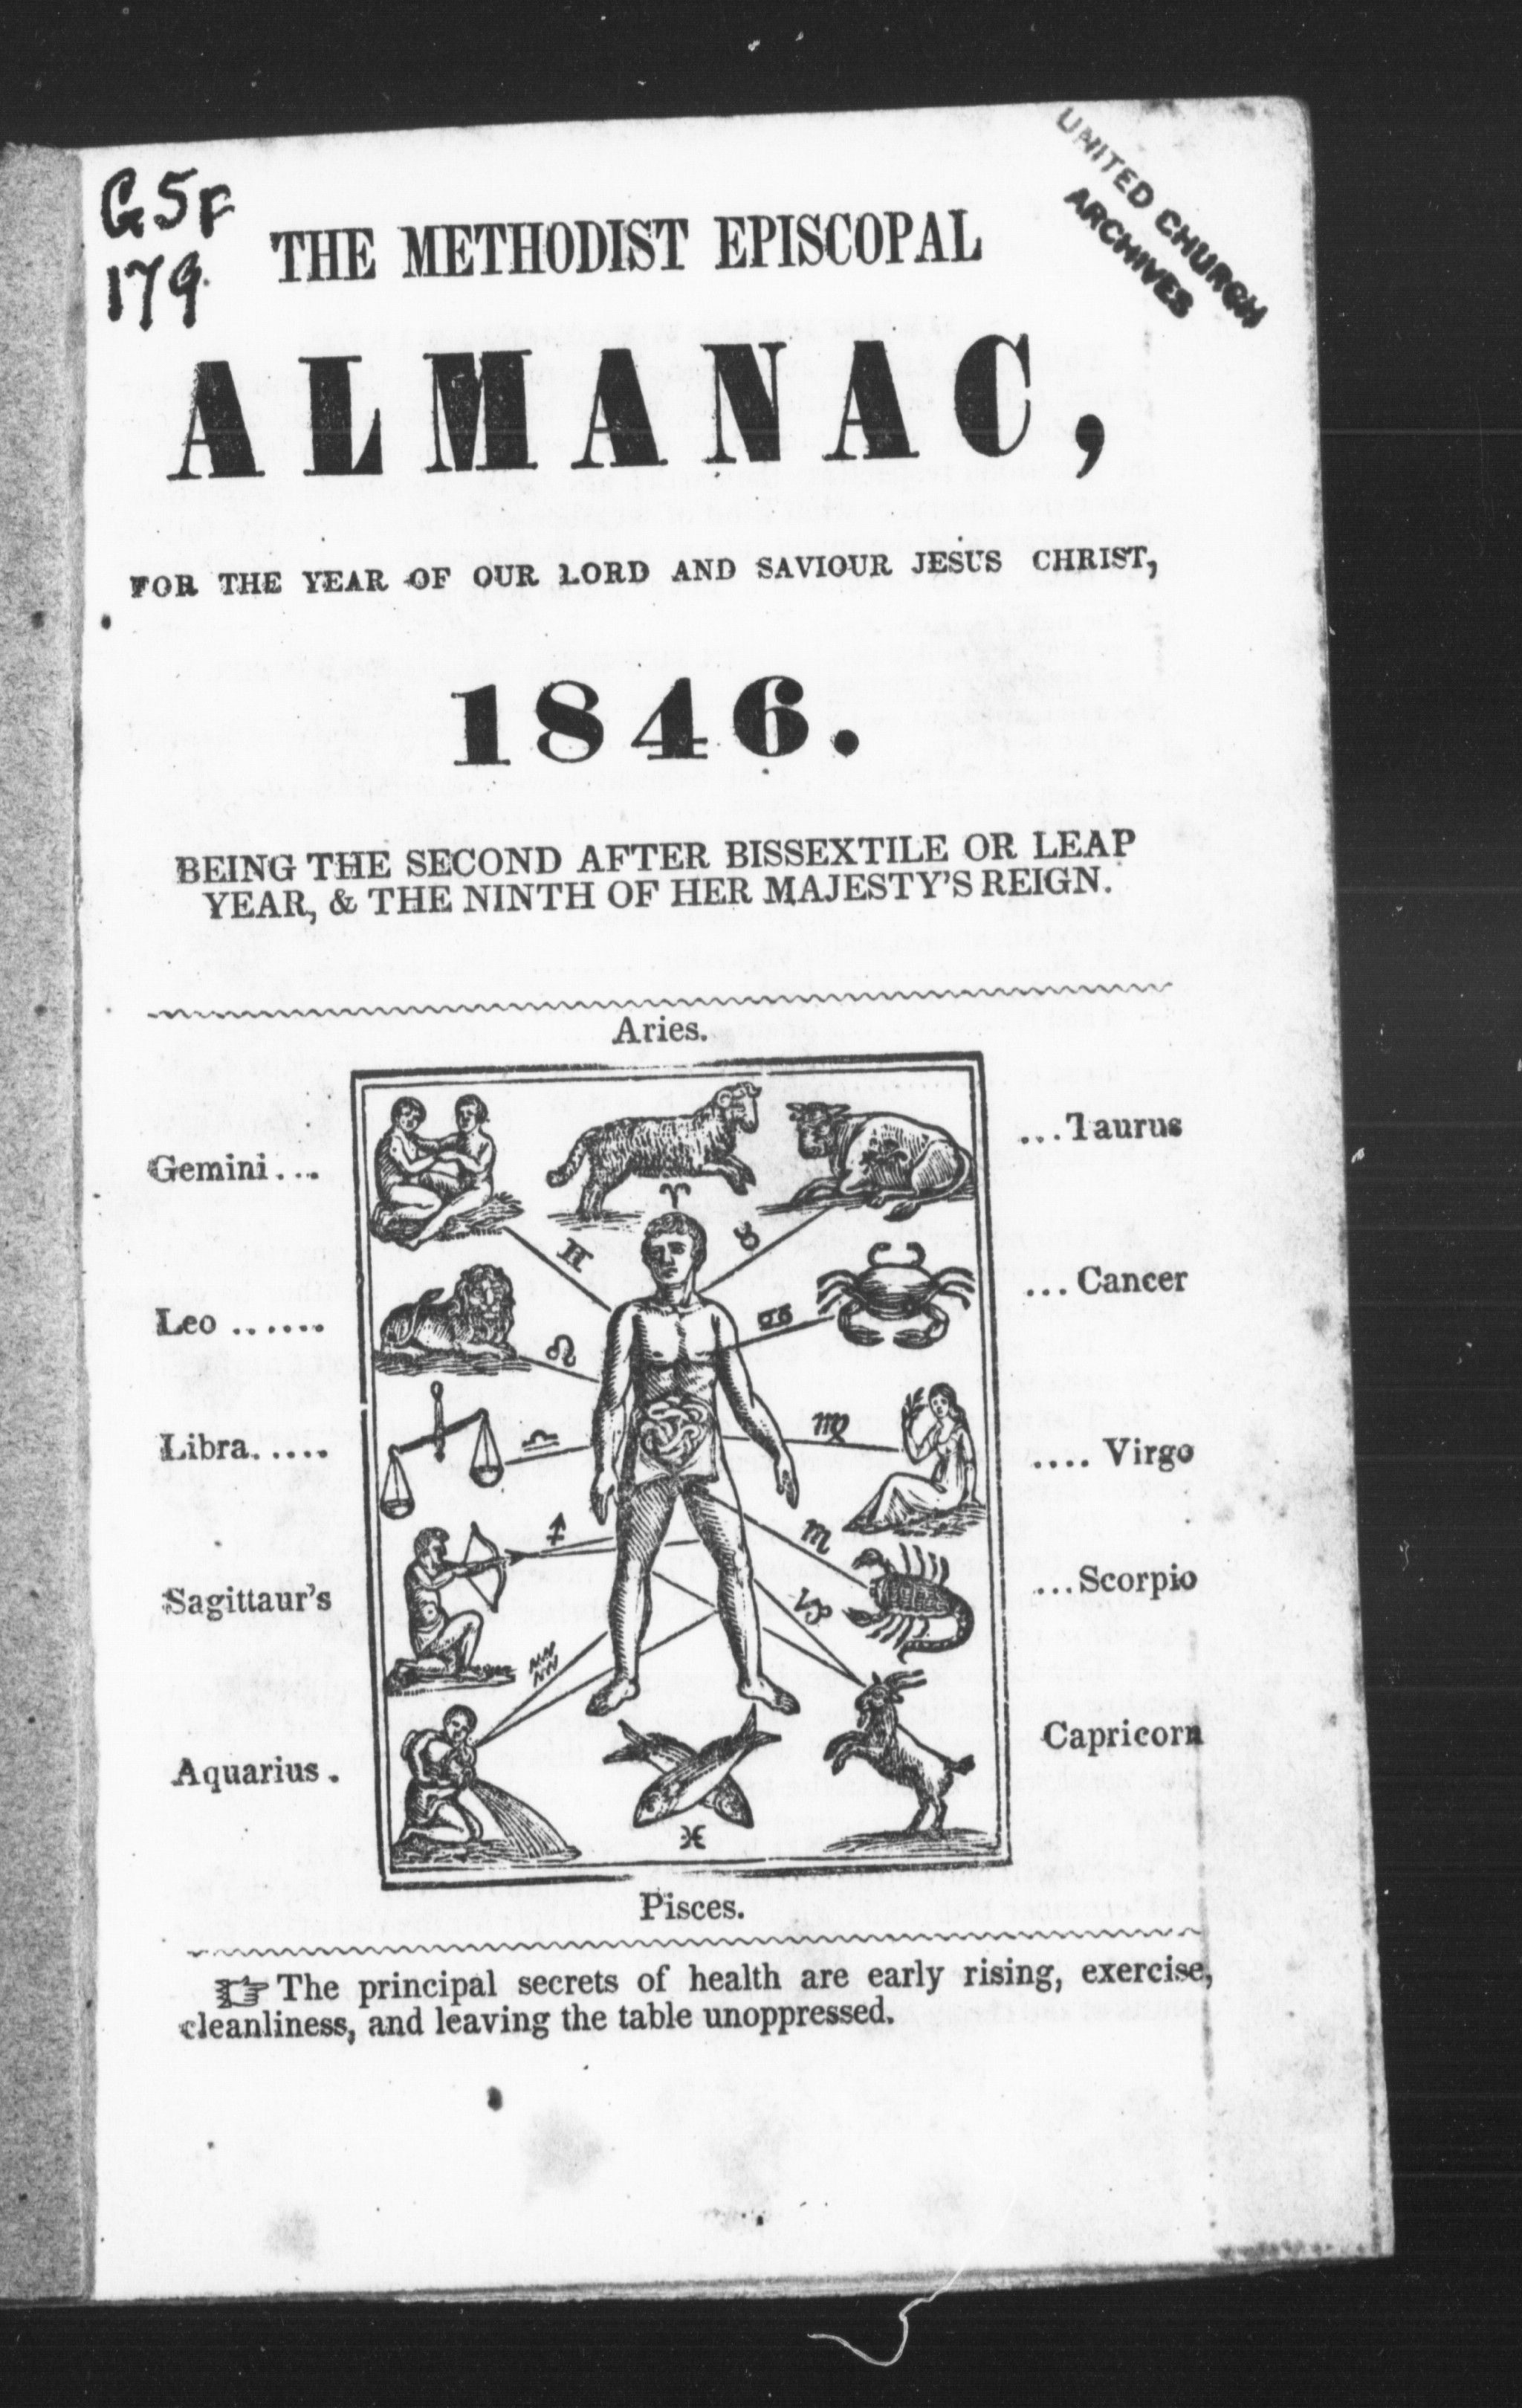 G5F
179
UNITED CHURCH
ARCHIVES
THE METHODIST EPISCOPAL
ALMANAC,
FOR THE YEAR OF OUR LORD AND SAVIOUR JESUS CHRIST,
1846.
BEING THE SECOND AFTER BISSEXTILE OR LEAP
YEAR, & THE NINTH OF HER MAJESTY'S REIGN.
Aries.
Gemini...
...Taurus
♈
♊
♉
Leo ......
... Cancer
♌
♋
Libra.....
.... Virgo
♎
♍
Sagittaur's
...Scorpio
♐
♏
♑
♒
Aquarius.
Capricorn
♓
Pisces.
☞ The principal secrets of health are early rising, exercise,
cleanliness, and leaving the table unoppressed.